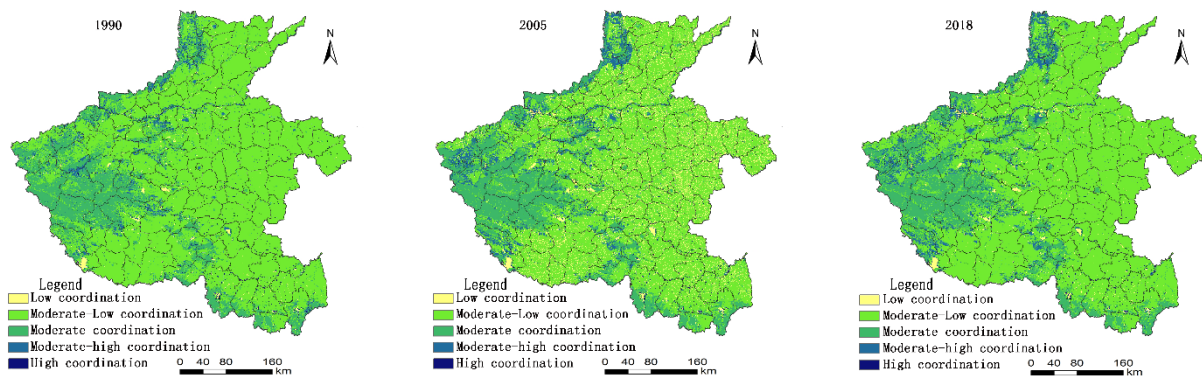 1990
N
Legend
Low coordination
Moderate-Low coordination
Moderate coordination
Moderate-high coordination
High coordination
0 40 80 160
km
2005
N
Legend
Low coordination
Moderate-Low coordination
Moderate coordination
Moderate-high coordination
High coordination
0 40 80 160
km
2018
N
Legend
Low coordination
Moderate-Low coordination
Moderate coordination
Moderate-high coordination
High coordination
0 40 80 160
km